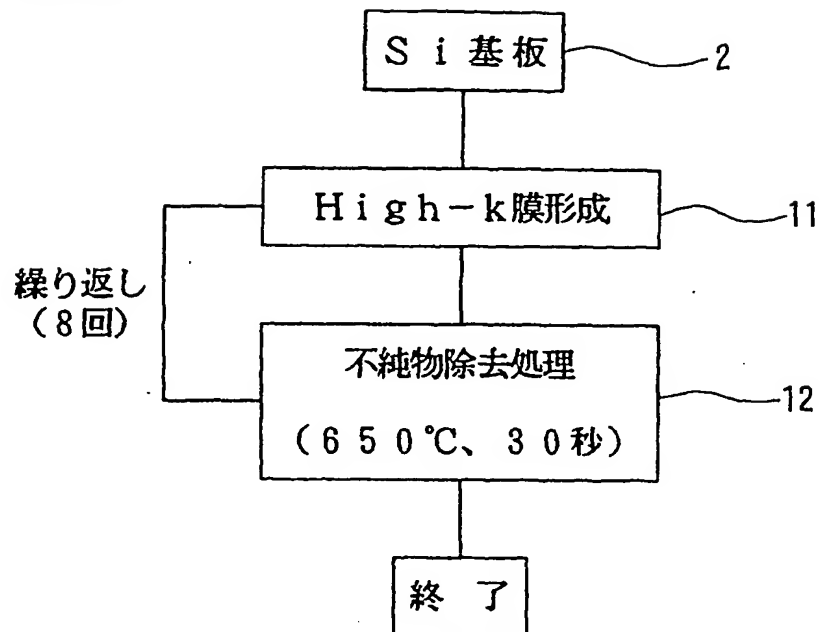 Si基板
2
High-k膜形成
11
繰り返し
(8回)
不純物除去処理
12
(650℃、30秒)
終了